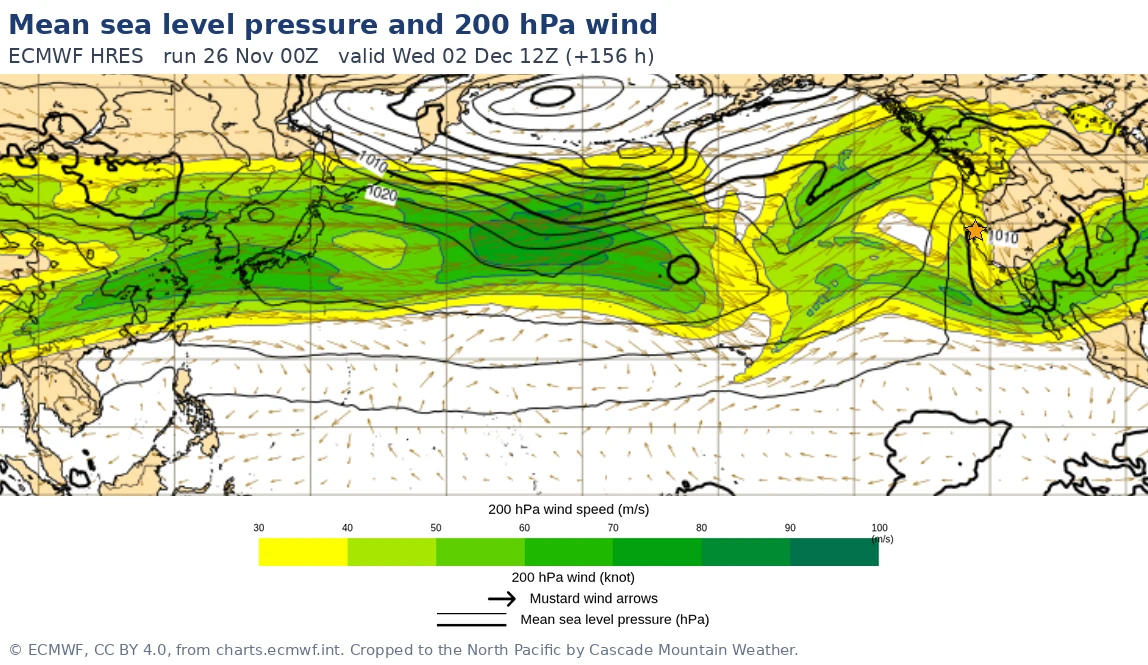 Mean sea level pressure and 200 hPa wind
ECMWF HRES   run 26 Nov 00Z   valid Wed 02 Dec 12Z (+156 h)
1010
1020
1010
200 hPa wind speed (m/s)
30 40 50 60 70 80 90 100
(m/s)
200 hPa wind (knot)
Mustard wind arrows
Mean sea level pressure (hPa)
© ECMWF, CC BY 4.0, from charts.ecmwf.int. Cropped to the North Pacific by Cascade Mountain Weather.